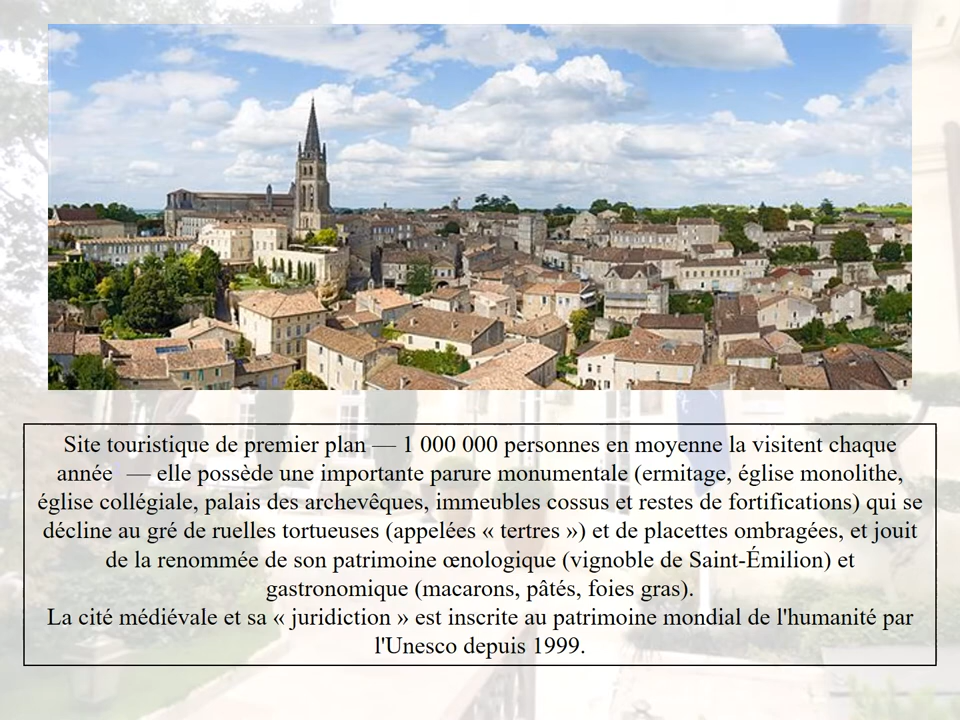 Site touristique de premier plan — 1 000 000 personnes en moyenne la visitent chaque
année — elle possède une importante parure monumentale (ermitage, église monolithe,
église collégiale, palais des archevêques, immeubles cossus et restes de fortifications) qui se
décline au gré de ruelles tortueuses (appelées « tertres ») et de placettes ombragées, et jouit
de la renommée de son patrimoine œnologique (vignoble de Saint-Émilion) et
gastronomique (macarons, pâtés, foies gras).
La cité médiévale et sa « juridiction » est inscrite au patrimoine mondial de l'humanité par
l'Unesco depuis 1999.